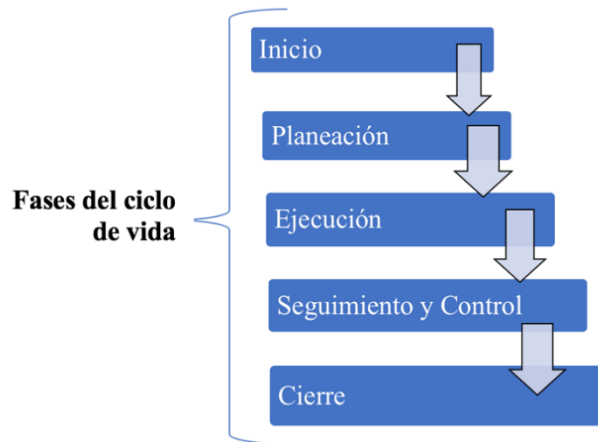 Fases del ciclo
de vida
Inicio
Planeación
Ejecución
Seguimiento y Control
Cierre